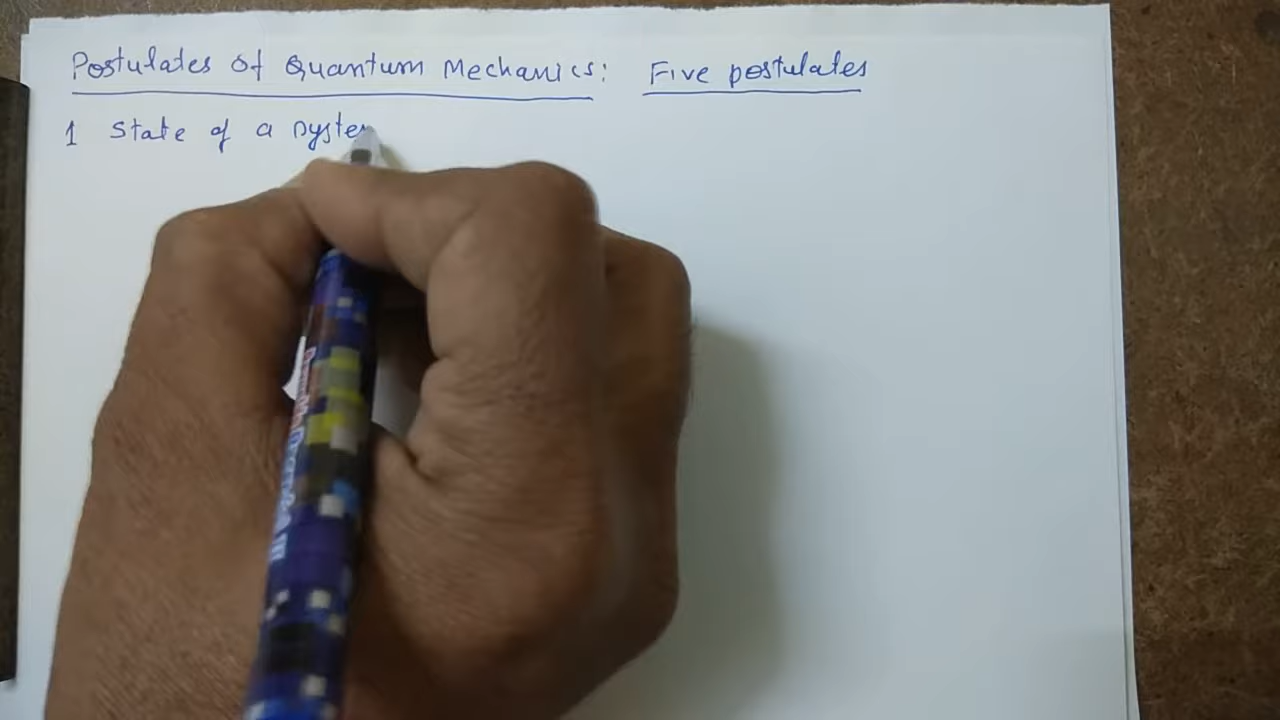 Postulates of Quantum Mechanics: Five postulates
1 State of a syste